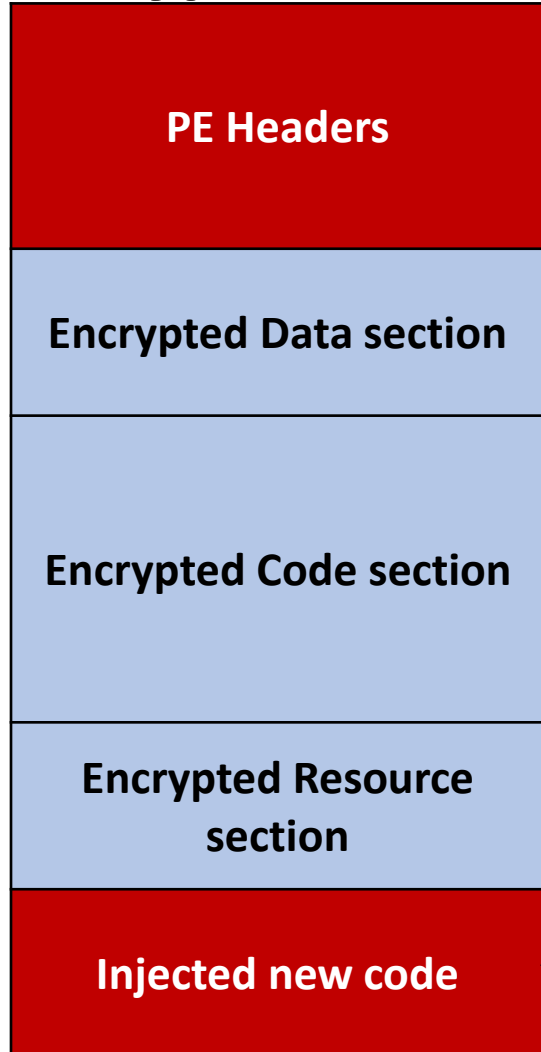 PE Headers
Encrypted Data section
Encrypted Code section
Encrypted Resource
section
Injected new code